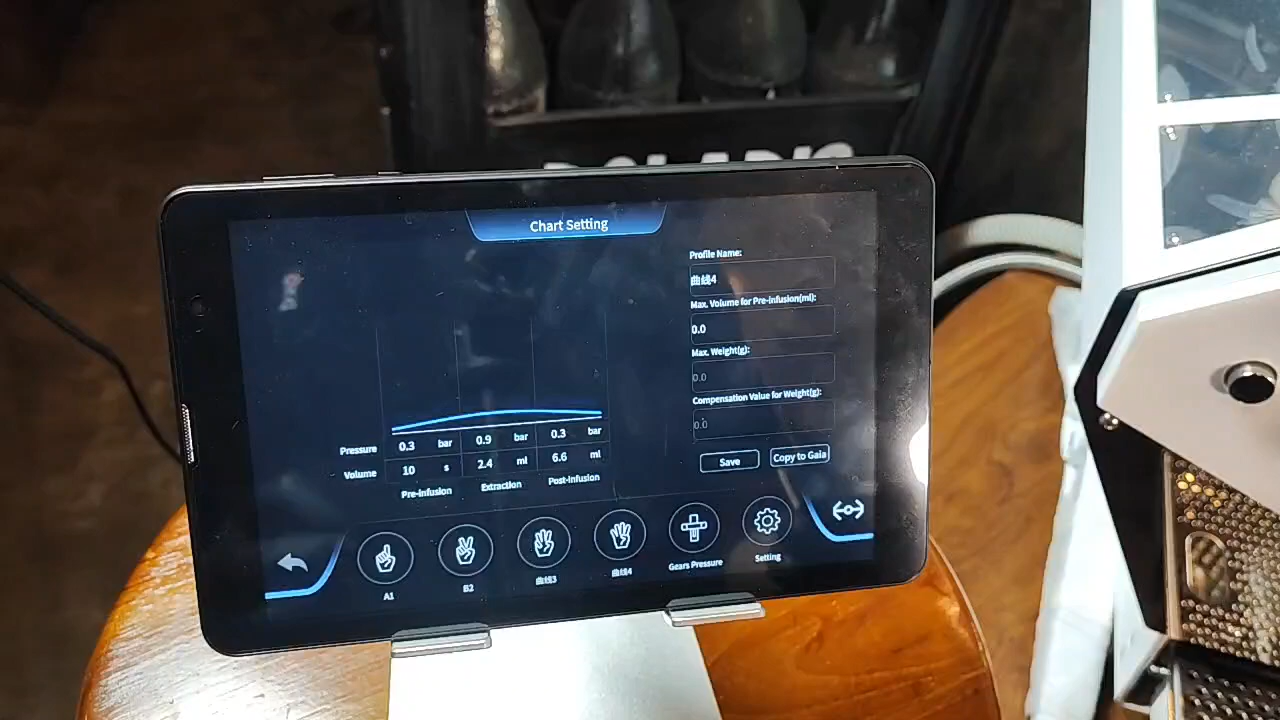 Chart Setting
Profile Name:
曲线4
Max. Volume for Pre-infusion(ml):
0.0
Max. Weight(g):
0.0
Compensation Value for Weight(g):
0.0
Save Copy to Gaia
Pressure 0.3 bar 0.9 bar 0.3 bar
Volume 10 s 2.4 ml 6.6 ml
Pre-infusion Extraction Post-infusion
A1 B2 曲线3 曲线4 Gears Pressure Setting